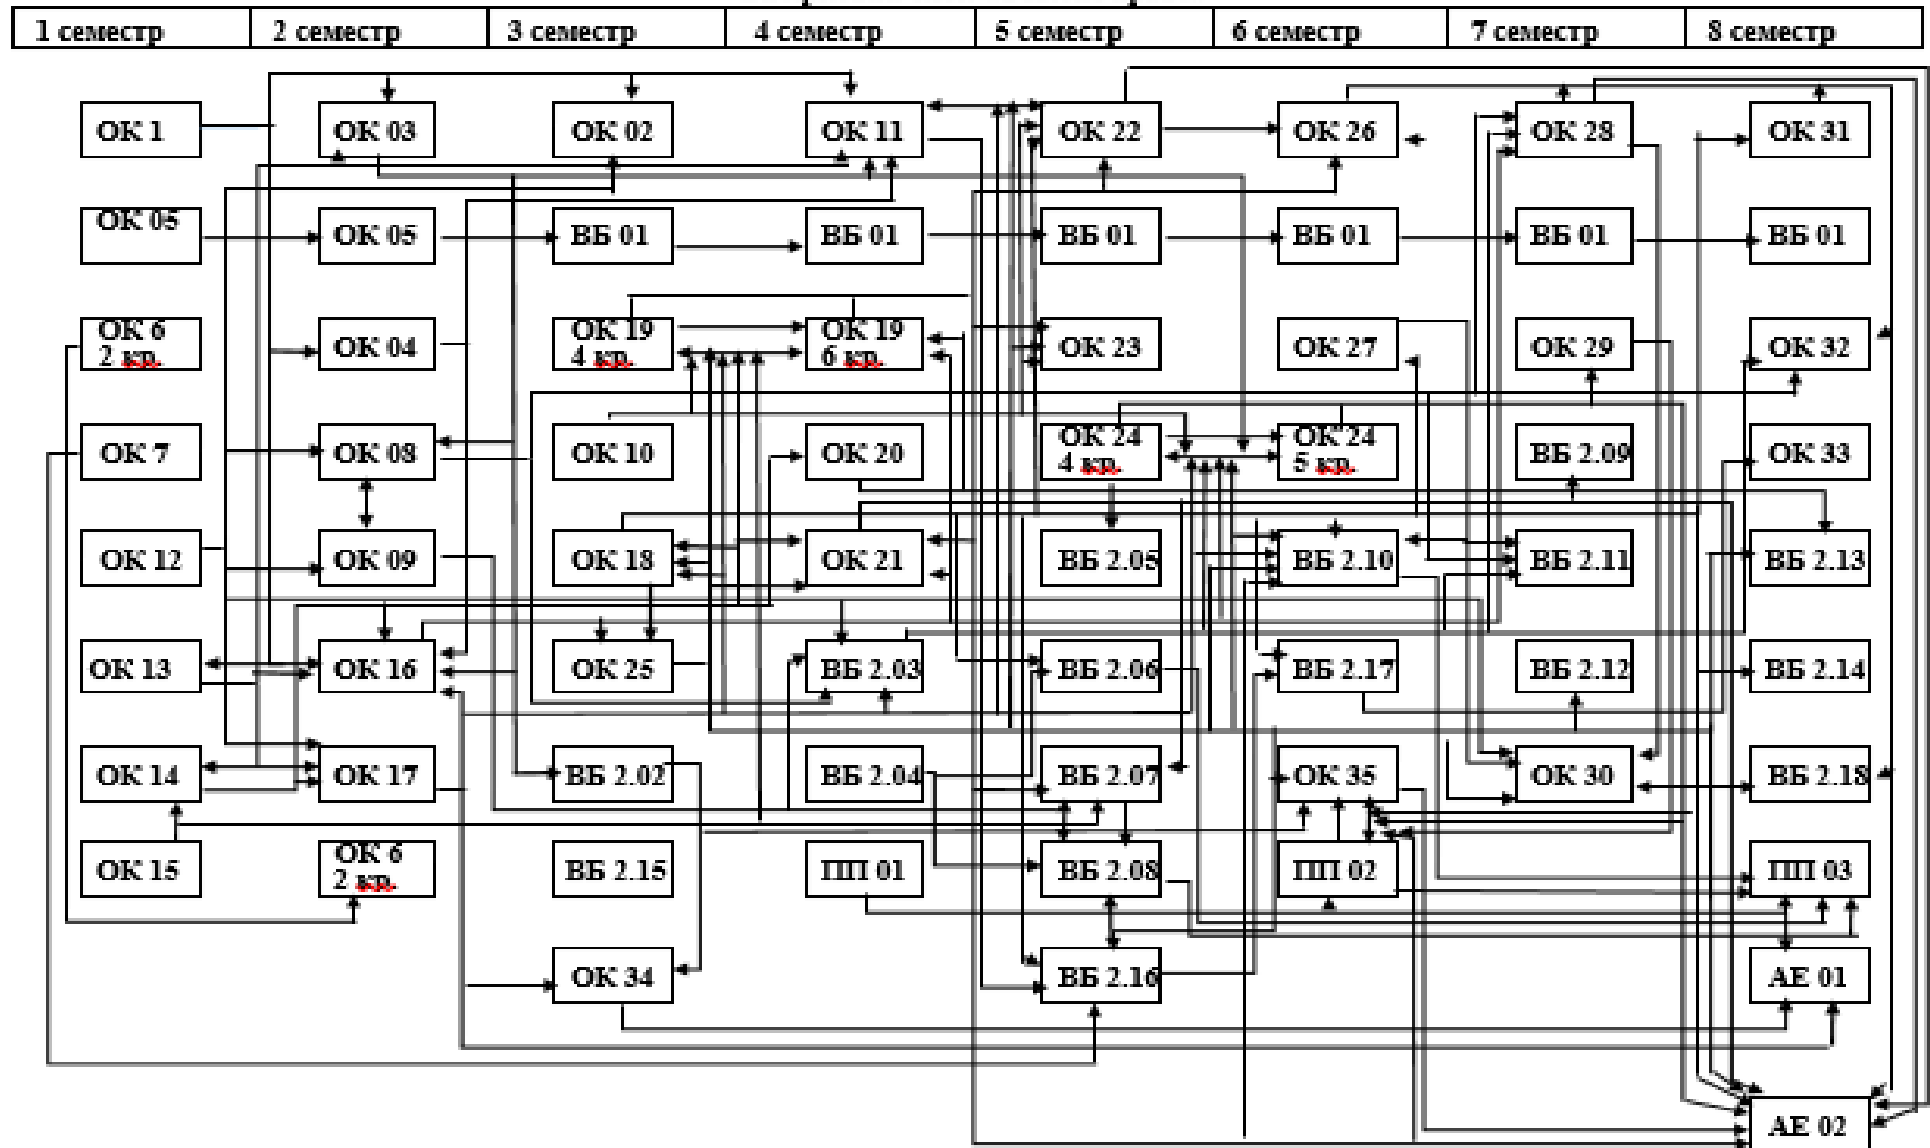 1 семестр 2 семестр 3 семестр 4 семестр 5 семестр 6 семестр 7 семестр 8 семестр
ОК 1 ОК 03 ОК 02 ОК 11 ОК 22 ОК 26 ОК 28 ОК 31
ОК 05 ОК 05 ВБ 01 ВБ 01 ВБ 01 ВБ 01 ВБ 01 ВБ 01
ОК 6 ОК 04 ОК 19 ОК 19 ОК 23 ОК 27 ОК 29 ОК 32
2 кр. 4 кр. 6 кр.
ОК 7 ОК 08 ОК 10 ОК 20 ОК 24 ОК 24 ВБ 2.09 ОК 33
4 кр. 5 кр.
ОК 12 ОК 09 ОК 18 ОК 21 ВБ 2.05 ВБ 2.10 ВБ 2.11 ВБ 2.13
ОК 13 ОК 16 ОК 25 ВБ 2.03 ВБ 2.06 ВБ 2.17 ВБ 2.12 ВБ 2.14
ОК 14 ОК 17 ВБ 2.02 ВБ 2.04 ВБ 2.07 ОК 35 ОК 30 ВБ 2.18
ОК 15 ОК 6 ВБ 2.15 ПП 01 ВБ 2.08 ПП 02 ПП 03
2 кр.
ОК 34 ВБ 2.16 АЕ 01
АЕ 02